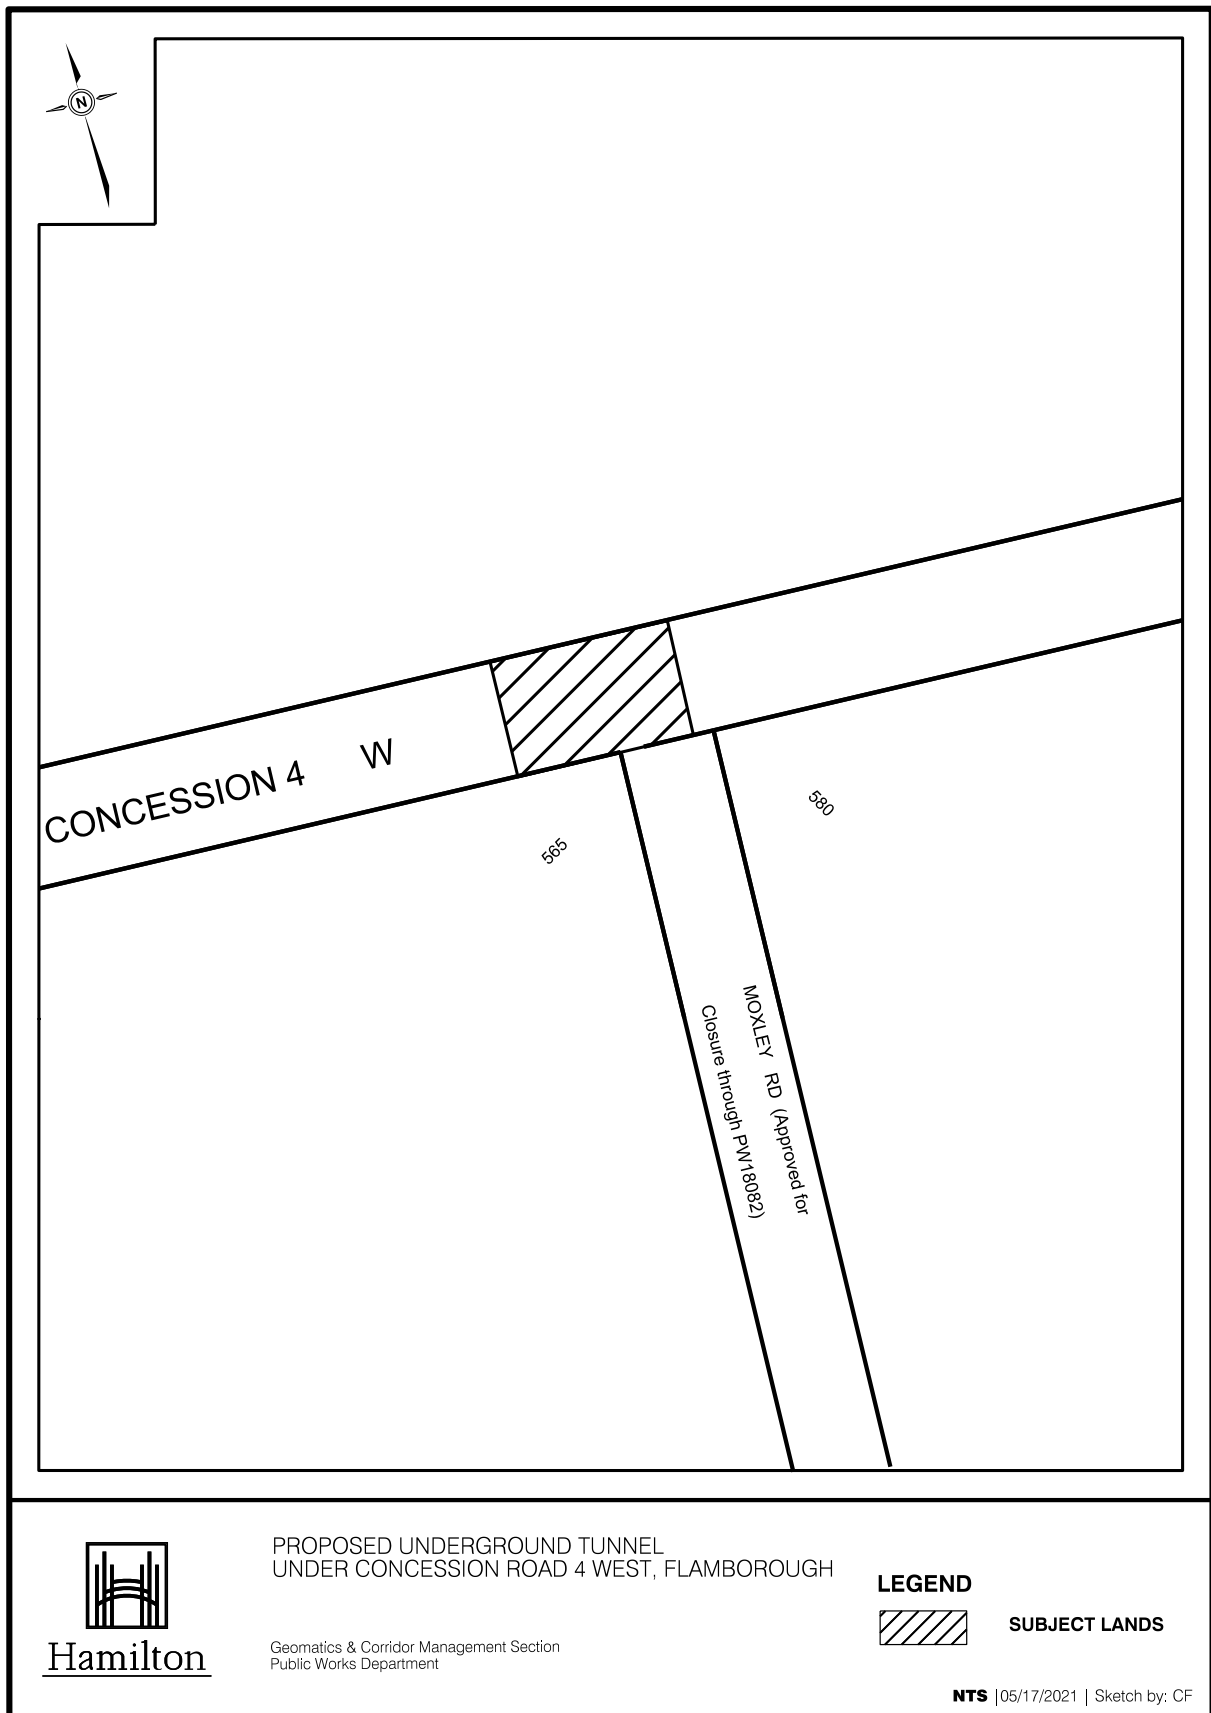 N
CONCESSION 4 W
565
580
MOXLEY RD (Approved for
Closure through PW18082)
PROPOSED UNDERGROUND TUNNEL
UNDER CONCESSION ROAD 4 WEST, FLAMBOROUGH
Hamilton
Geomatics & Corridor Management Section
Public Works Department
LEGEND
SUBJECT LANDS
NTS | 05/17/2021 | Sketch by: CF